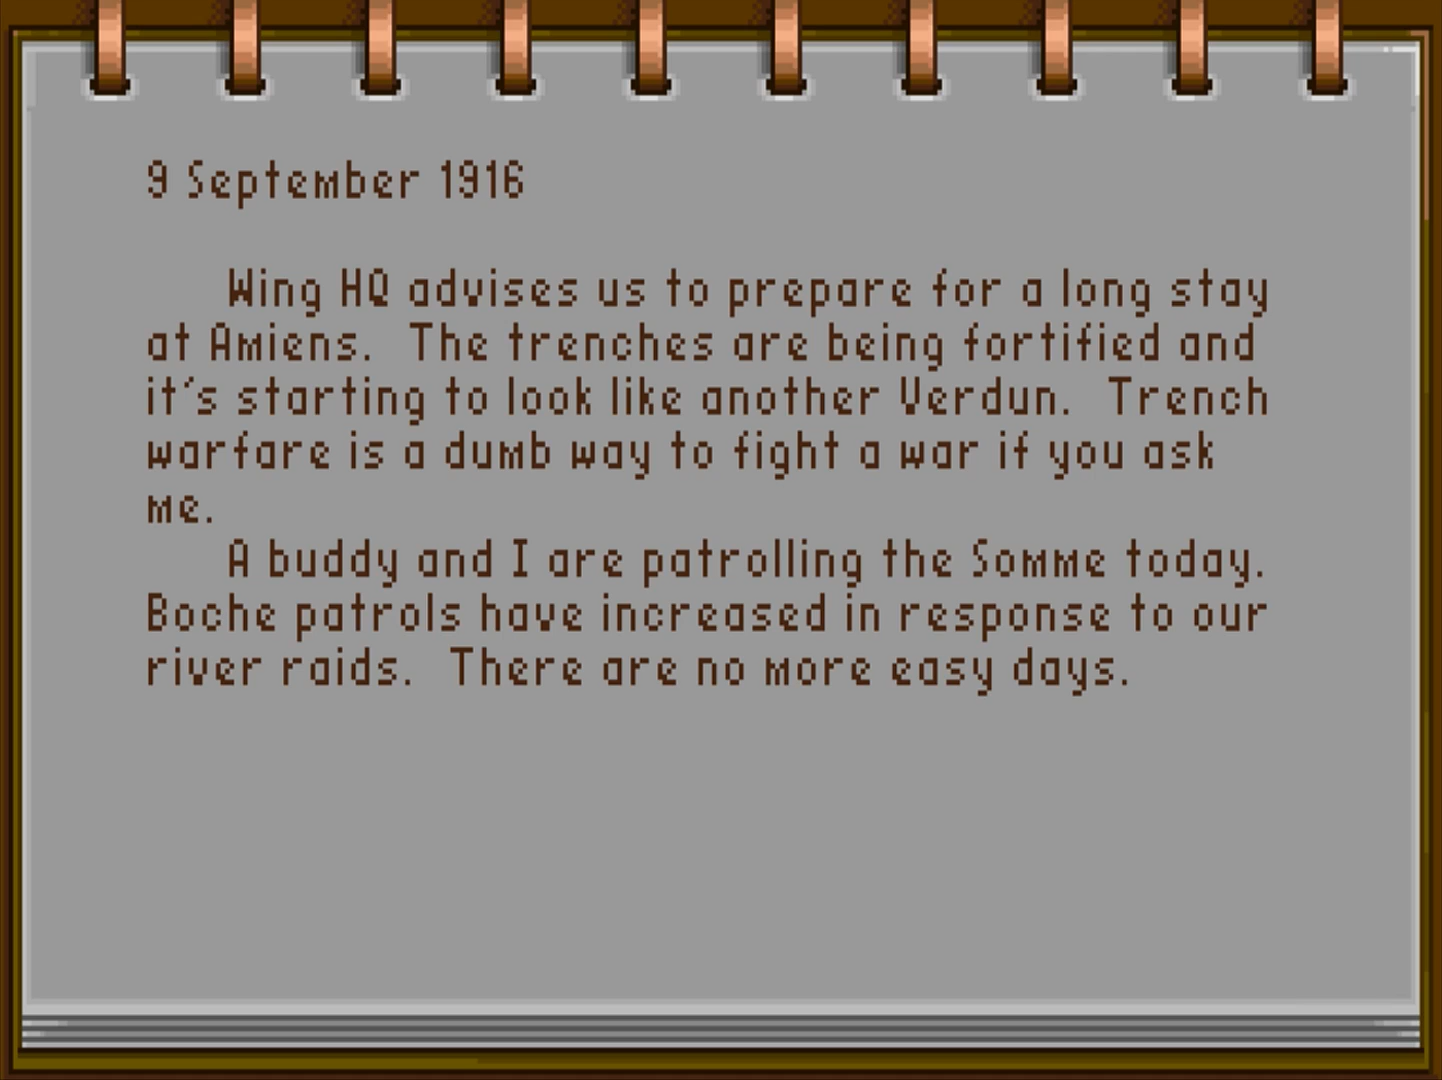 9 September 1916
Wing HQ advises us to prepare for a long stay
at Amiens.  The trenches are being fortified and
it's starting to look like another Verdun.  Trench
warfare is a dumb way to fight a war if you ask
me.
A buddy and I are patrolling the Somme today.
Boche patrols have increased in response to our
river raids.  There are no more easy days.